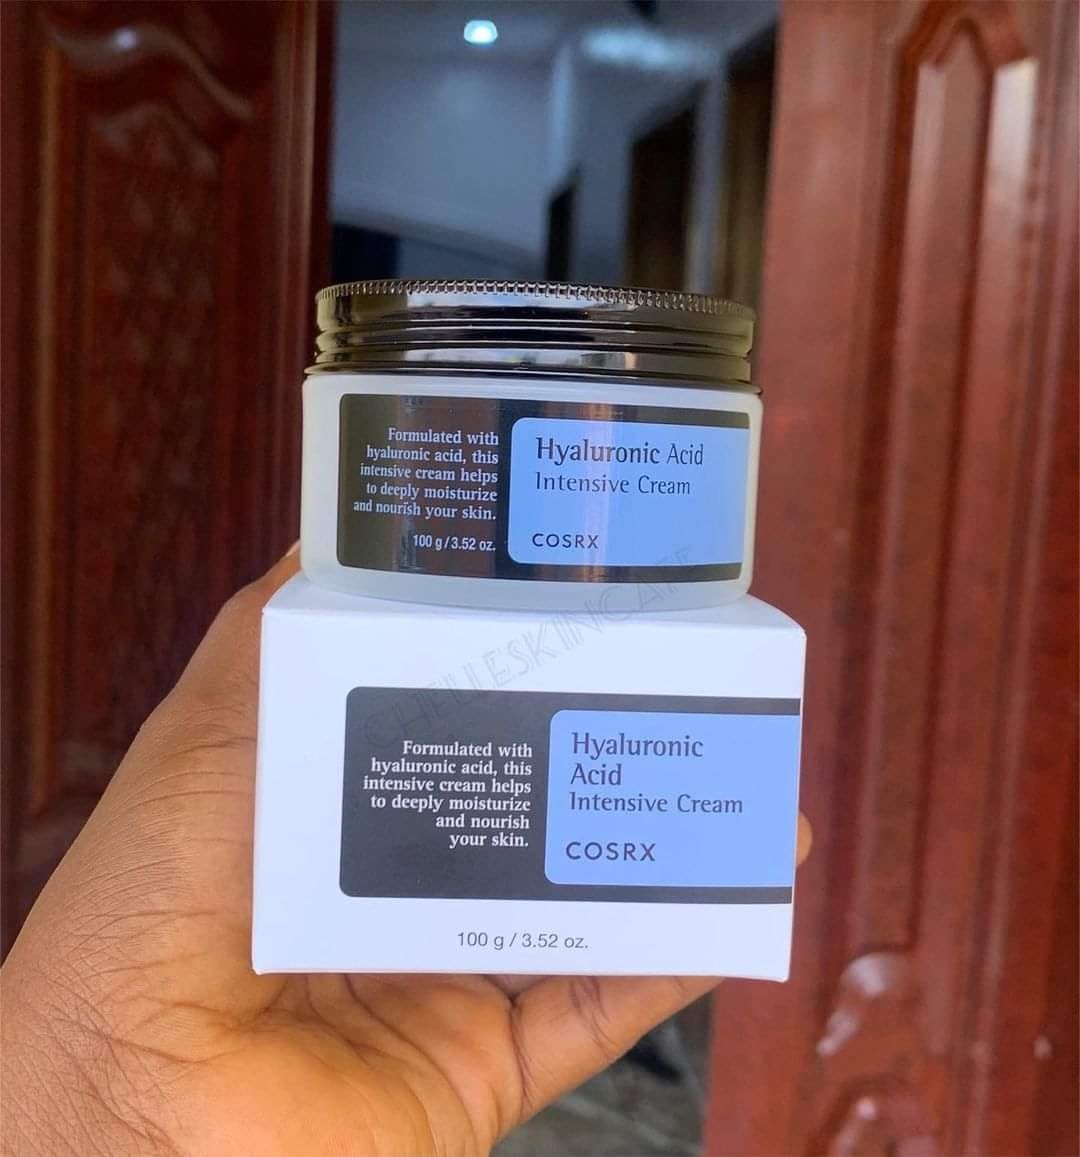 Formulated with
hyaluronic acid, this
intensive cream helps
to deeply moisturize
and nourish your skin.
100 g / 3.52 oz.
Hyaluronic Acid
Intensive Cream
COSRX
CHELLESKINCARE
Formulated with
hyaluronic acid, this
intensive cream helps
to deeply moisturize
and nourish
your skin.
Hyaluronic
Acid
Intensive Cream
COSRX
100 g / 3.52 oz.